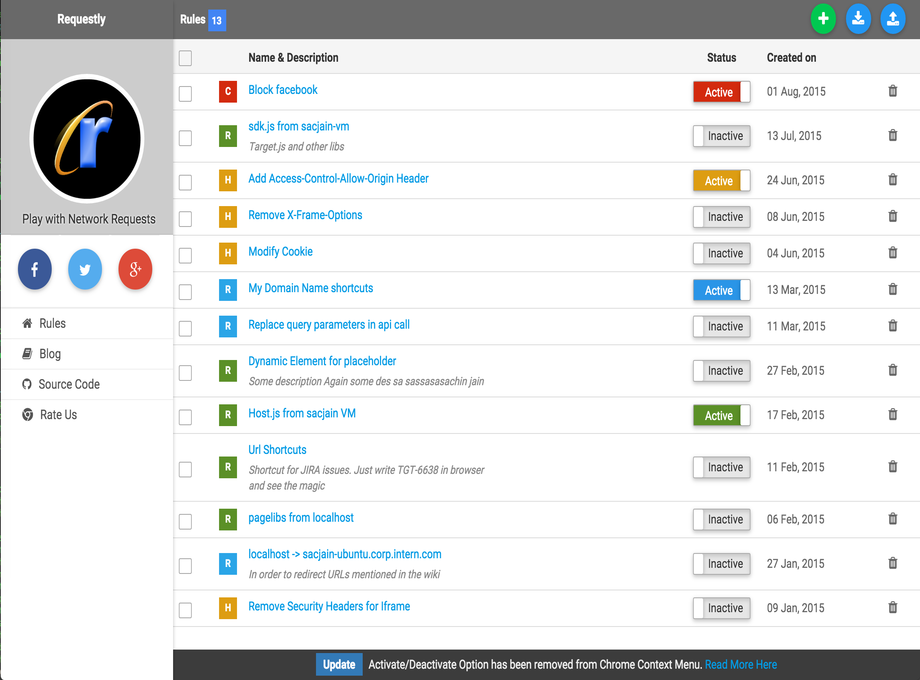 Requestly
Rules 13
r
Play with Network Requests
f
g+
Rules
Blog
Source Code
Rate Us
Name & Description Status Created on
C Block facebook Active 01 Aug, 2015
R sdk.js from sacjain-vm Inactive 13 Jul, 2015
Target.js and other libs
H Add Access-Control-Allow-Origin Header Active 24 Jun, 2015
H Remove X-Frame-Options Inactive 08 Jun, 2015
H Modify Cookie Inactive 04 Jun, 2015
R My Domain Name shortcuts Active 13 Mar, 2015
R Replace query parameters in api call Inactive 11 Mar, 2015
R Dynamic Element for placeholder Inactive 27 Feb, 2015
Some description Again some des sa sassasasachin jain
R Host.js from sacjain VM Active 17 Feb, 2015
R Url Shortcuts Inactive 11 Feb, 2015
Shortcut for JIRA issues. Just write TGT-6638 in browser
and see the magic
R pagelibs from localhost Inactive 06 Feb, 2015
R localhost -> sacjain-ubuntu.corp.intern.com Inactive 27 Jan, 2015
In order to redirect URLs mentioned in the wiki
H Remove Security Headers for Iframe Inactive 09 Jan, 2015
Update Activate/Deactivate Option has been removed from Chrome Context Menu. Read More Here